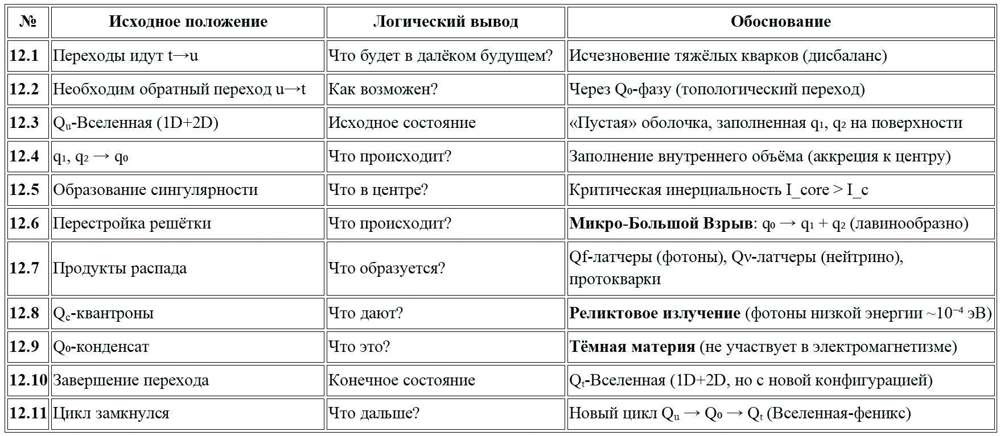 № Исходное положение Логический вывод Обоснование
12.1 Переходы идут t→u Что будет в далёком будущем? Исчезновение тяжёлых кварков (дисбаланс)
12.2 Необходим обратный переход u→t Как возможен? Через Q₀-фазу (топологический переход)
12.3 Qᵤ-Вселенная (1D+2D) Исходное состояние «Пустая» оболочка, заполненная q₁, q₂ на поверхности
12.4 q₁, q₂ → q₀ Что происходит? Заполнение внутреннего объёма (аккреция к центру)
12.5 Образование сингулярности Что в центре? Критическая инерциальность I_core > I_c
12.6 Перестройка решётки Что происходит? Микро-Большой Взрыв: q₀ → q₁ + q₂ (лавинообразно)
12.7 Продукты распада Что образуется? Qf-латчеры (фотоны), Qν-латчеры (нейтрино),
протокварки
12.8 Q꜀-квантроны Что дают? Реликтовое излучение (фотоны низкой энергии ~10⁻⁴ эВ)
12.9 Q₀-конденсат Что это? Тёмная материя (не участвует в электромагнетизме)
12.10 Завершение перехода Конечное состояние Qₜ-Вселенная (1D+2D, но с новой конфигурацией)
12.11 Цикл замкнулся Что дальше? Новый цикл Qᵤ → Q₀ → Qₜ (Вселенная-феникс)